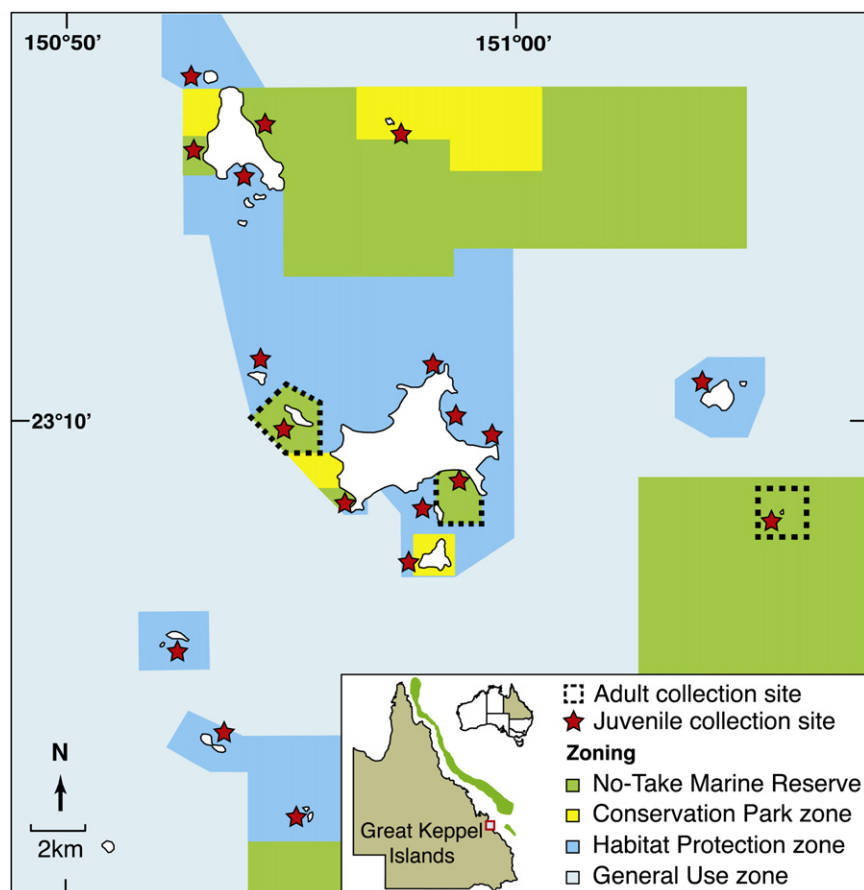 150°50' 151°00'
23°10'
N
2km
Great Keppel
Islands
Adult collection site
Juvenile collection site
Zoning
No-Take Marine Reserve
Conservation Park zone
Habitat Protection zone
General Use zone